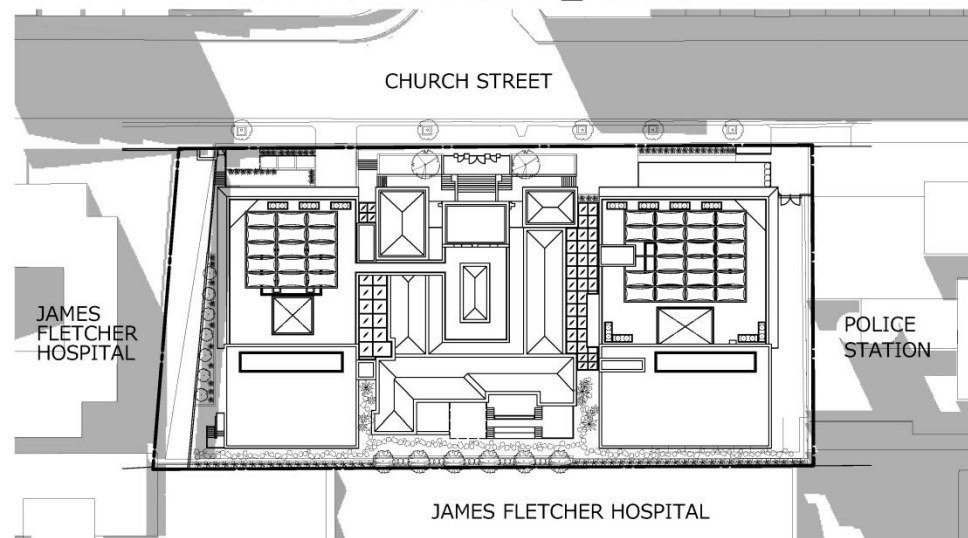 CHURCH STREET
JAMES
FLETCHER
HOSPITAL
POLICE
STATION
JAMES FLETCHER HOSPITAL